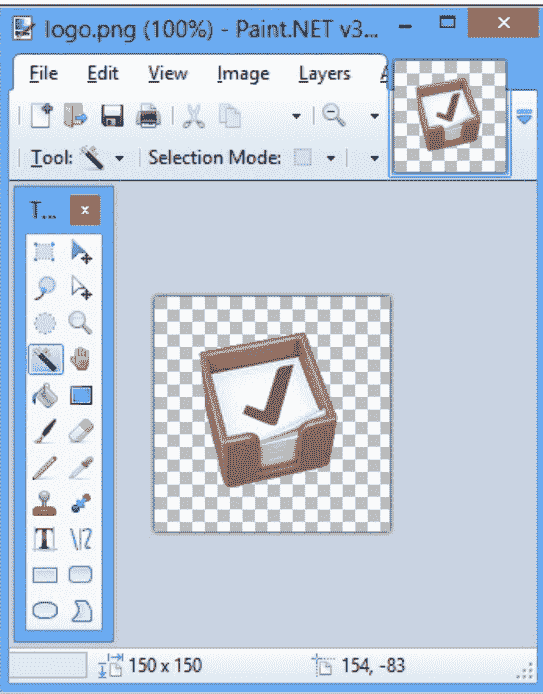 logo.png (100%) - Paint.NET v3...
File Edit View Image Layers
Tool: Selection Mode:
T...
150 x 150 154, -83